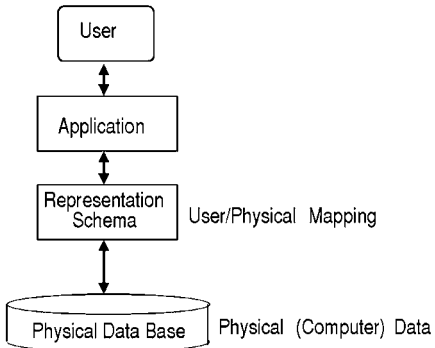 User
Application
Representation
Schema
User/Physical Mapping
Physical Data Base
Physical (Computer) Data